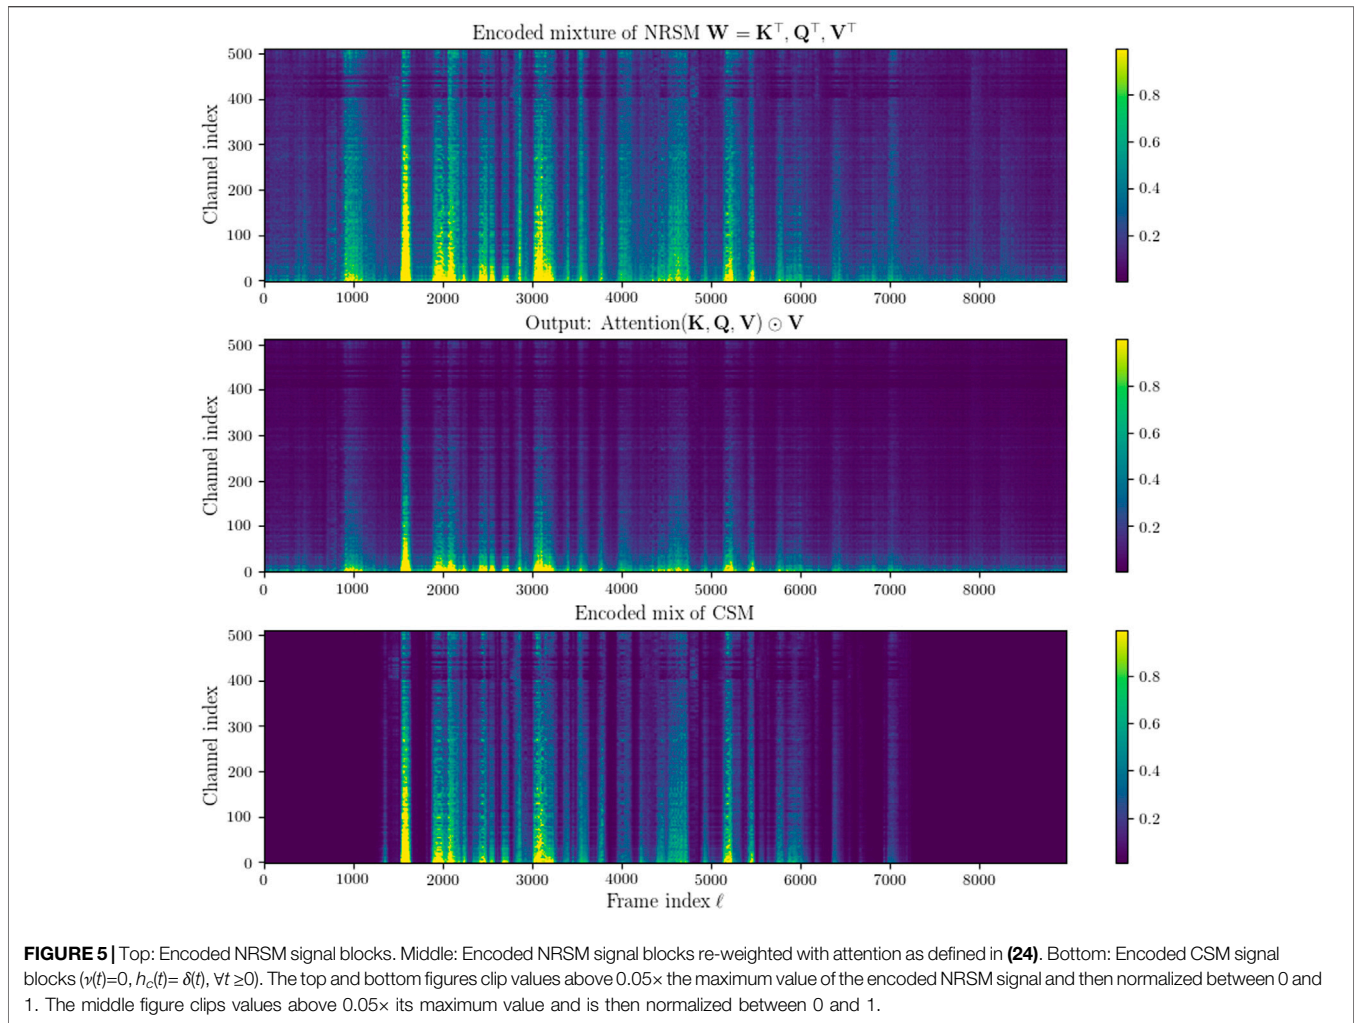 Encoded mixture of NRSM W = K⊤, Q⊤, V⊤
500
400
300
200
100
0
Channel index
0 1000 2000 3000 4000 5000 6000 7000 8000
0.8
0.6
0.4
0.2
Output: Attention(K, Q, V) ⊙ V
500
400
300
200
100
0
Channel index
0 1000 2000 3000 4000 5000 6000 7000 8000
0.8
0.6
0.4
0.2
Encoded mix of CSM
500
400
300
200
100
0
Channel index
0 1000 2000 3000 4000 5000 6000 7000 8000
Frame index ℓ
0.8
0.6
0.4
0.2
FIGURE 5 | Top: Encoded NRSM signal blocks. Middle: Encoded NRSM signal blocks re-weighted with attention as defined in (24). Bottom: Encoded CSM signal
blocks (ν(t)=0, h_c(t)= δ(t), ∀t ≥0). The top and bottom figures clip values above 0.05× the maximum value of the encoded NRSM signal and then normalized between 0 and
1. The middle figure clips values above 0.05× its maximum value and is then normalized between 0 and 1.